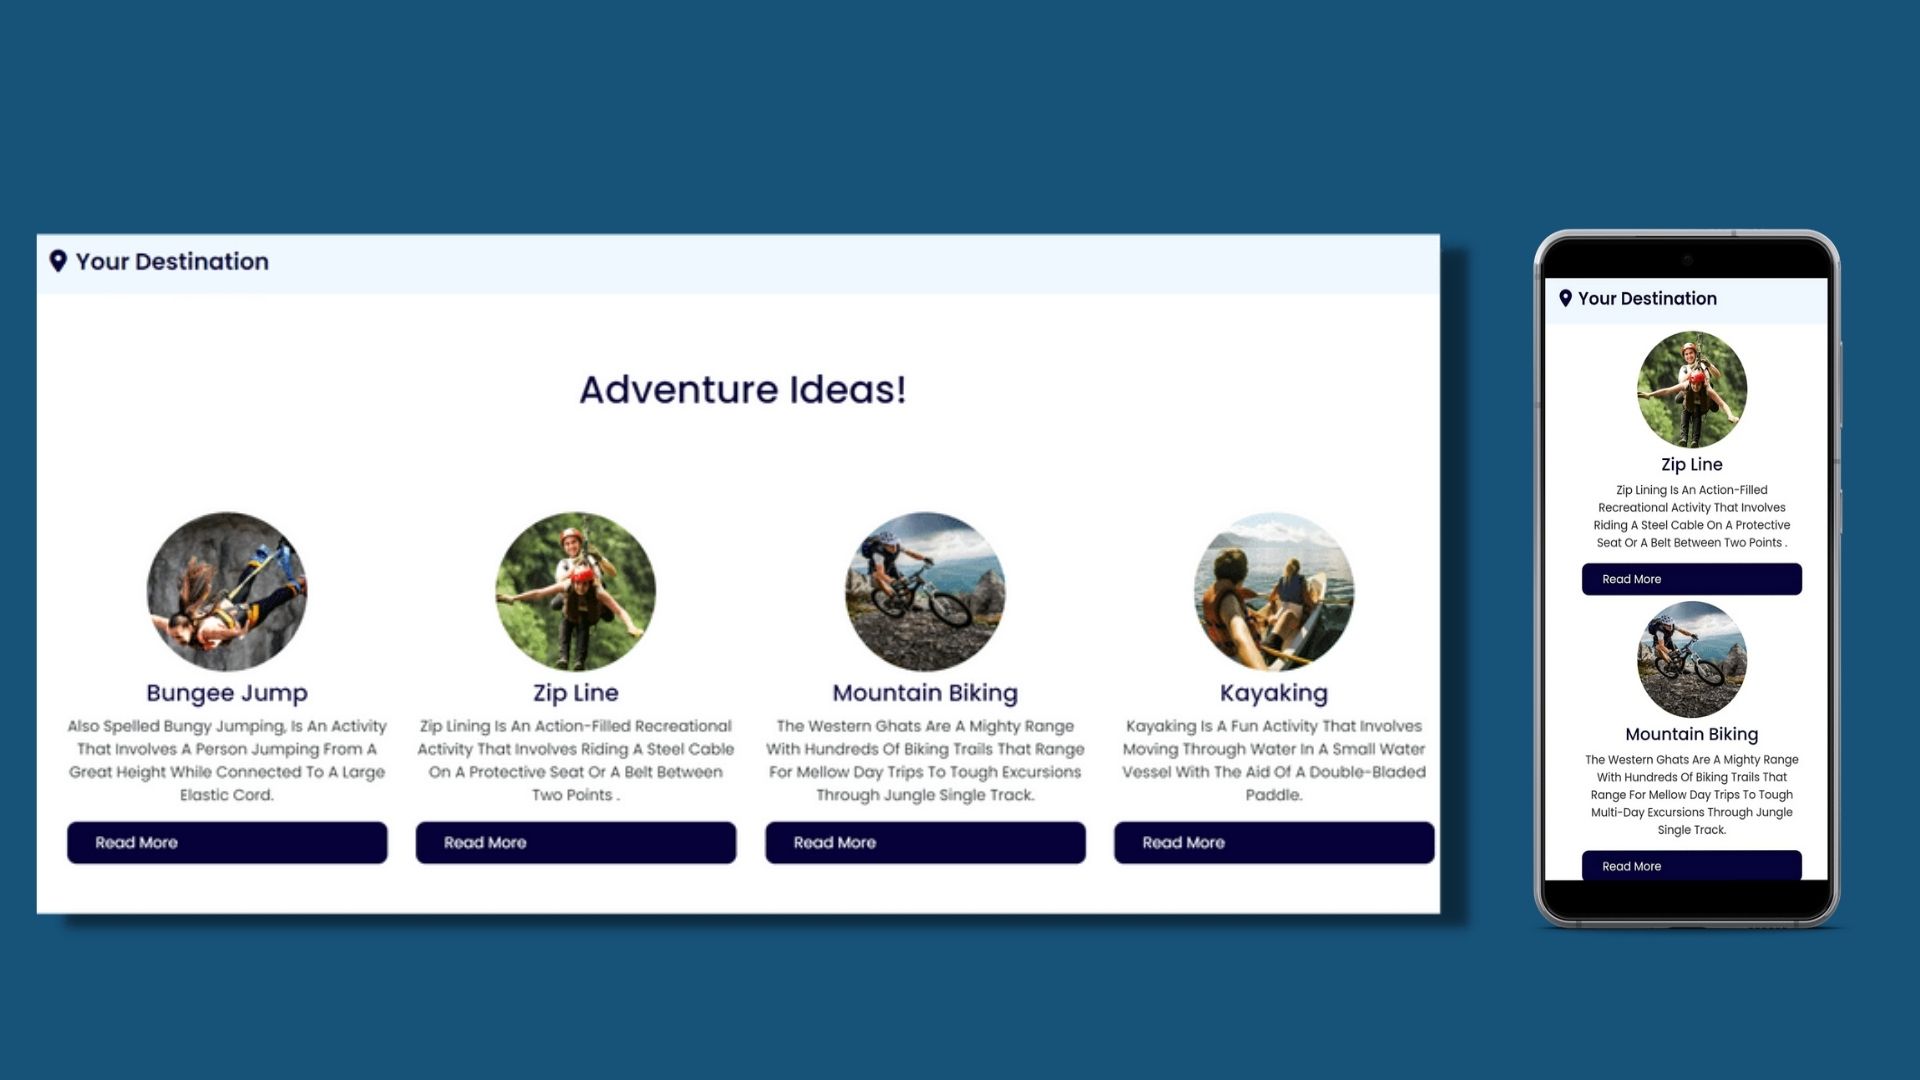 Your Destination
Adventure Ideas!
Bungee Jump
Also Spelled Bungy Jumping, Is An Activity
That Involves A Person Jumping From A
Great Height While Connected To A Large
Elastic Cord.
Read More
Zip Line
Zip Lining Is An Action-Filled Recreational
Activity That Involves Riding A Steel Cable
On A Protective Seat Or A Belt Between
Two Points .
Read More
Mountain Biking
The Western Ghats Are A Mighty Range
With Hundreds Of Biking Trails That Range
For Mellow Day Trips To Tough Excursions
Through Jungle Single Track.
Read More
Kayaking
Kayaking Is A Fun Activity That Involves
Moving Through Water In A Small Water
Vessel With The Aid Of A Double-Bladed
Paddle.
Read More
Your Destination
Zip Line
Zip Lining Is An Action-Filled
Recreational Activity That Involves
Riding A Steel Cable On A Protective
Seat Or A Belt Between Two Points .
Read More
Mountain Biking
The Western Ghats Are A Mighty Range
With Hundreds Of Biking Trails That
Range For Mellow Day Trips To Tough
Multi-Day Excursions Through Jungle
Single Track.
Read More